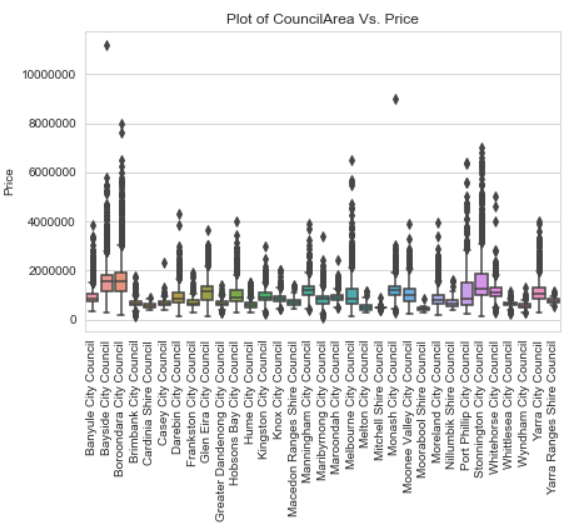 Plot of CouncilArea Vs. Price
Price
10000000
8000000
6000000
4000000
2000000
0
Banyule City Council
Bayside City Council
Boroondara City Council
Brimbank City Council
Cardinia Shire Council
Casey City Council
Darebin City Council
Frankston City Council
Glen Eira City Council
Greater Dandenong City Council
Hobsons Bay City Council
Hume City Council
Kingston City Council
Knox City Council
Macedon Ranges Shire Council
Manningham City Council
Maribyrnong City Council
Maroondah City Council
Melbourne City Council
Melton City Council
Mitchell Shire Council
Monash City Council
Moonee Valley City Council
Moorabool Shire Council
Moreland City Council
Nillumbik Shire Council
Port Phillip City Council
Stonnington City Council
Whitehorse City Council
Whittlesea City Council
Wyndham City Council
Yarra City Council
Yarra Ranges Shire Council